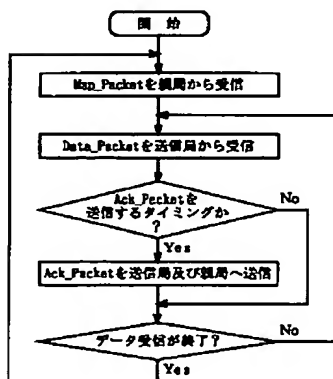 開始
Map_Packetを親局から受信
Data_Packetを送信局から受信
Ack_Packetを
送信するタイミングか
?
No
Yes
Ack_Packetを送信局及び親局へ送信
データ受信が終了?
No
Yes